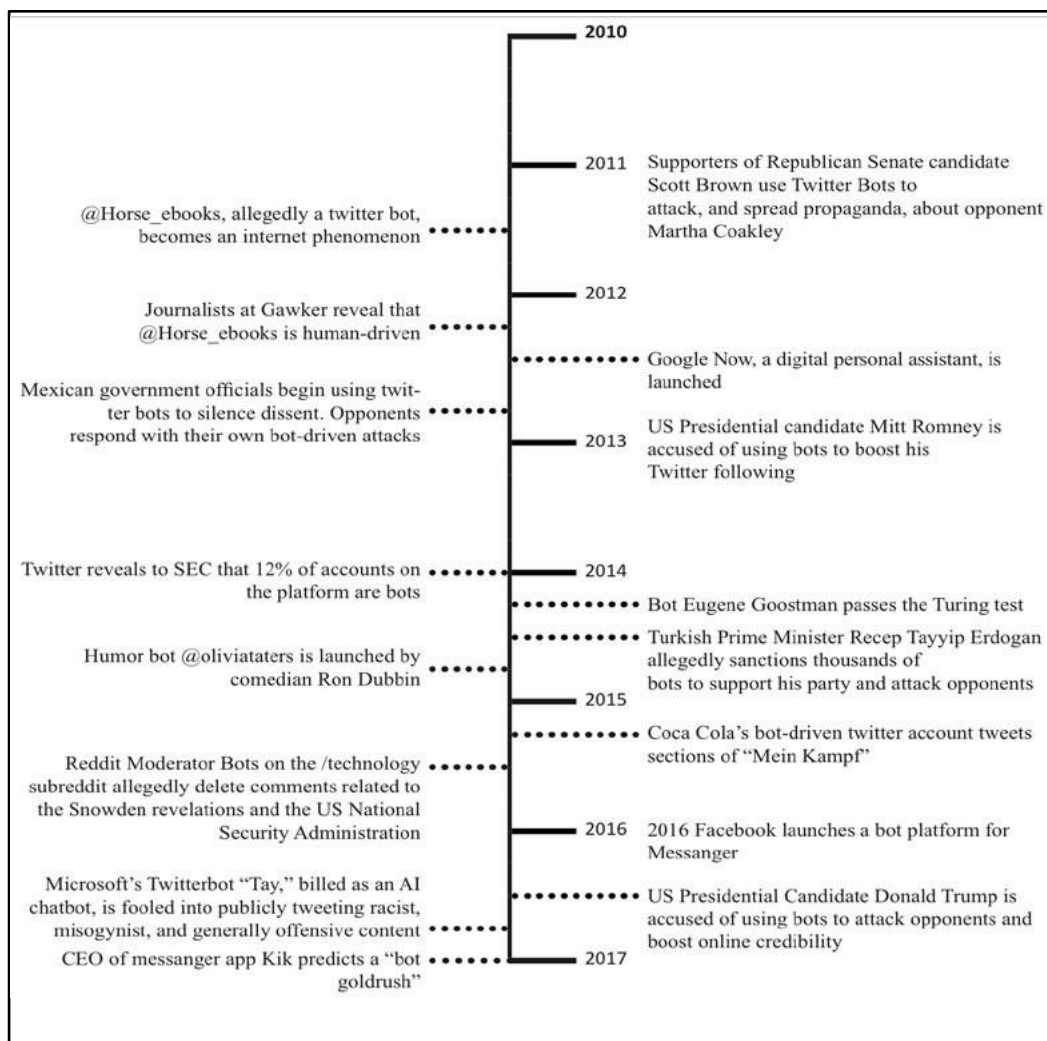 2010
2011
Supporters of Republican Senate candidate
Scott Brown use Twitter Bots to
attack, and spread propaganda, about opponent
Martha Coakley
@Horse_ebooks, allegedly a twitter bot,
becomes an internet phenomenon
2012
Journalists at Gawker reveal that
@Horse_ebooks is human-driven
Google Now, a digital personal assistant, is
launched
Mexican government officials begin using twit-
ter bots to silence dissent. Opponents
respond with their own bot-driven attacks
2013
US Presidential candidate Mitt Romney is
accused of using bots to boost his
Twitter following
Twitter reveals to SEC that 12% of accounts on
the platform are bots
2014
Bot Eugene Goostman passes the Turing test
Turkish Prime Minister Recep Tayyip Erdogan
allegedly sanctions thousands of
bots to support his party and attack opponents
Humor bot @oliviataters is launched by
comedian Ron Dubbin
2015
Coca Cola’s bot-driven twitter account tweets
sections of “Mein Kampf”
Reddit Moderator Bots on the /technology
subreddit allegedly delete comments related to
the Snowden revelations and the US National
Security Administration
2016
2016 Facebook launches a bot platform for
Messanger
Microsoft’s Twitterbot “Tay,” billed as an AI
chatbot, is fooled into publicly tweeting racist,
misogynist, and generally offensive content
US Presidential Candidate Donald Trump is
accused of using bots to attack opponents and
boost online credibility
CEO of messanger app Kik predicts a “bot
goldrush”
2017